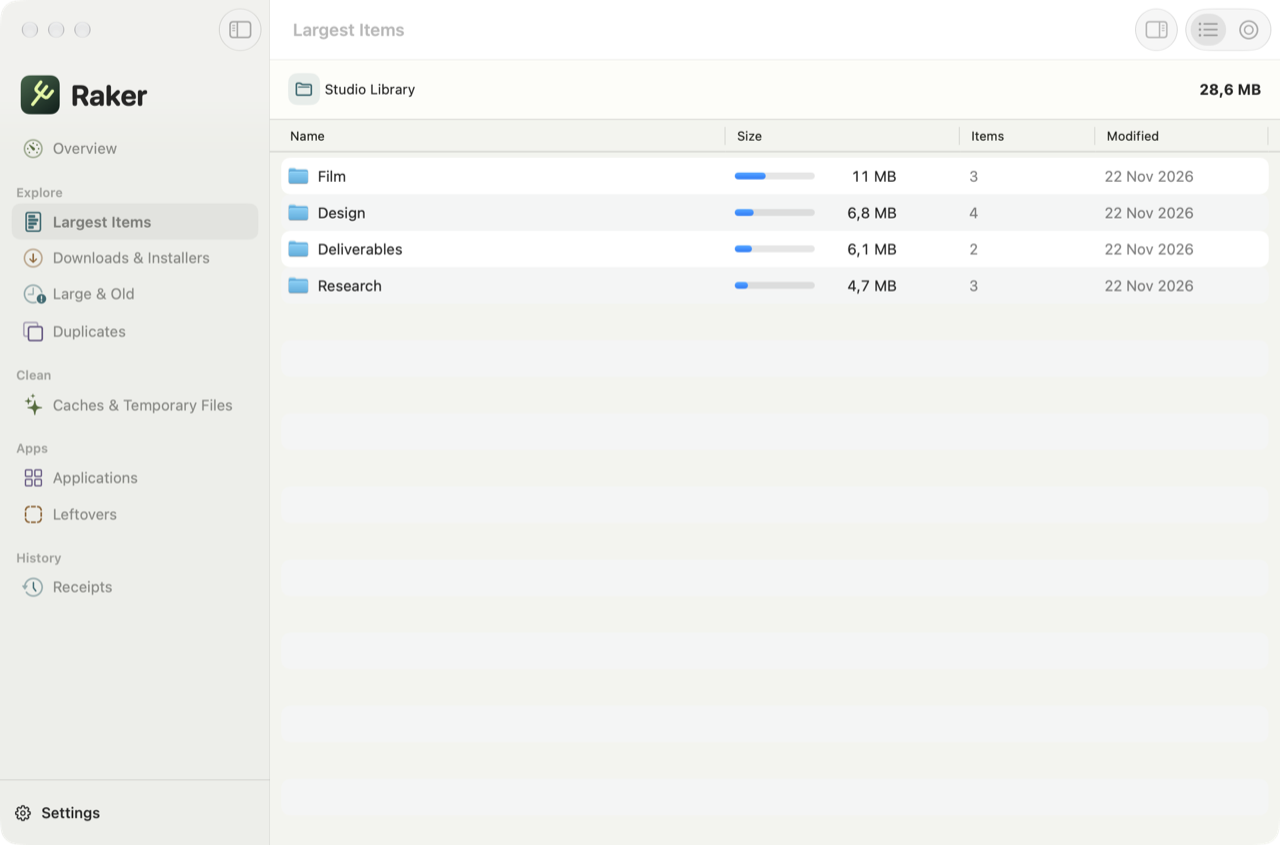 Largest Items
Raker
Overview
Explore
Largest Items
Downloads & Installers
Large & Old
Duplicates
Clean
Caches & Temporary Files
Apps
Applications
Leftovers
History
Receipts
Settings
Studio Library 28,6 MB
Name Size Items Modified
Film 11 MB 3 22 Nov 2026
Design 6,8 MB 4 22 Nov 2026
Deliverables 6,1 MB 2 22 Nov 2026
Research 4,7 MB 3 22 Nov 2026